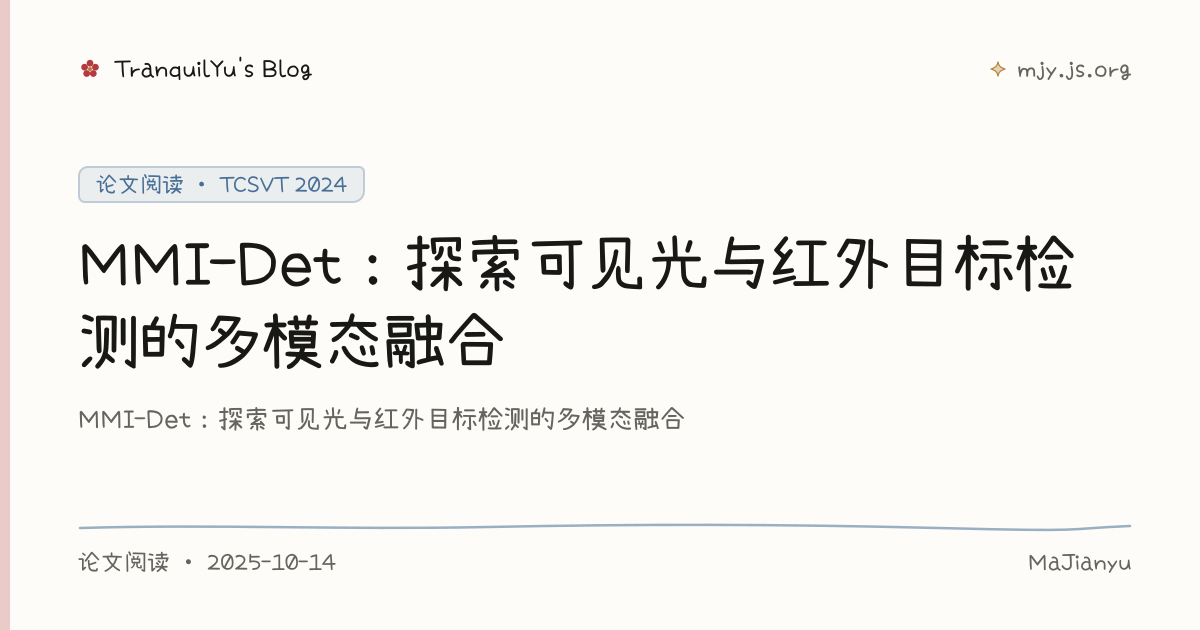 TranquilYu's Blog
mjy.js.org
论文阅读 • TCSVT 2024
MMI-Det：探索可见光与红外目标检
测的多模态融合
MMI-Det：探索可见光与红外目标检测的多模态融合
论文阅读 • 2025-10-14
MaJianyu